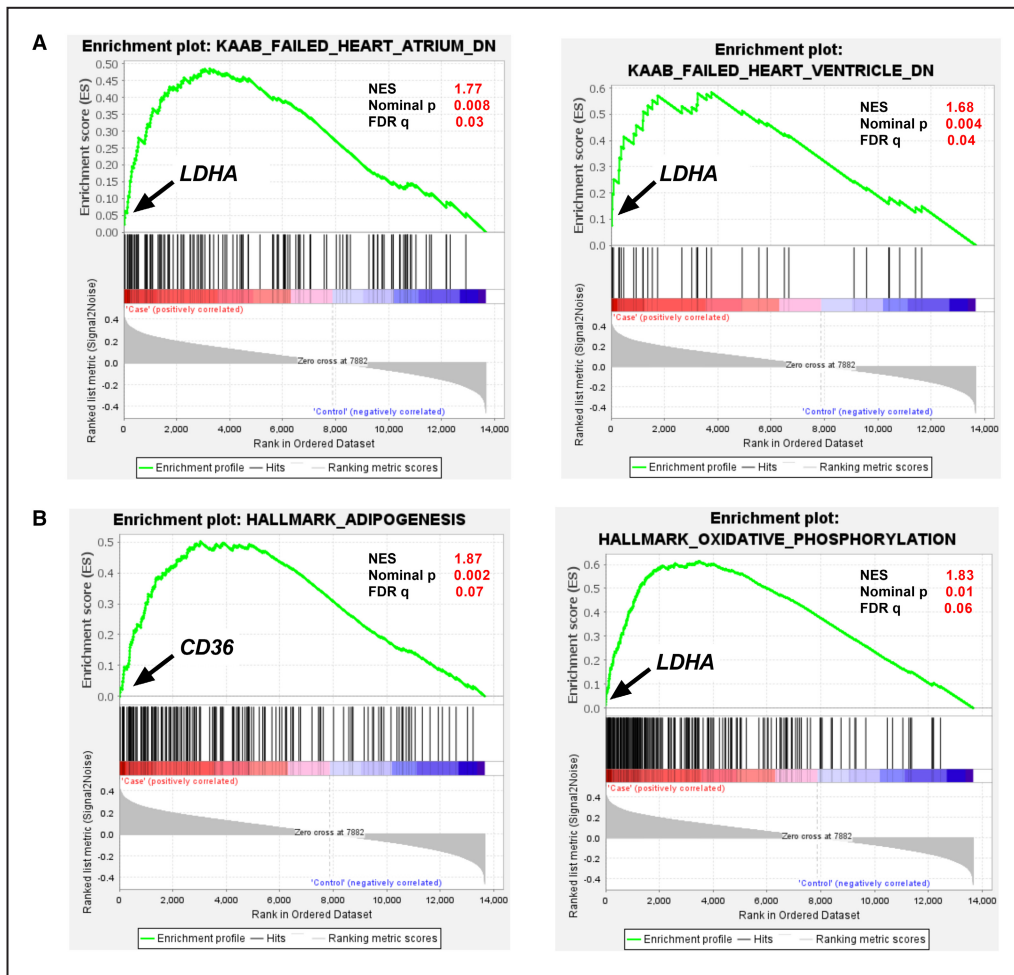 A
Enrichment plot: KAAB_FAILED_HEART_ATRIUM_DN
Enrichment score (ES)
0.50
0.45
0.40
0.35
0.30
0.25
0.20
0.15
0.10
0.05
0.00
NES 1.77
Nominal p 0.008
FDR q 0.03
LDHA
Ranked list metric (Signal2Noise)
'Case' (positively correlated)
0.4
0.2
0.0
-0.2
-0.4
Zero cross at 7882
'Control' (negatively correlated)
0 2,000 4,000 6,000 8,000 10,000 12,000 14,000
Rank in Ordered Dataset
Enrichment profile Hits Ranking metric scores
Enrichment plot:
KAAB_FAILED_HEART_VENTRICLE_DN
Enrichment score (ES)
0.6
0.5
0.4
0.3
0.2
0.1
0.0
NES 1.68
Nominal p 0.004
FDR q 0.04
LDHA
Ranked list metric (Signal2Noise)
'Case' (positively correlated)
0.4
0.2
0.0
-0.2
-0.4
Zero cross at 7882
'Control' (negatively correlated)
0 2,000 4,000 6,000 8,000 10,000 12,000 14,000
Rank in Ordered Dataset
Enrichment profile Hits Ranking metric scores
B
Enrichment plot: HALLMARK_ADIPOGENESIS
Enrichment score (ES)
0.5
0.4
0.3
0.2
0.1
0.0
NES 1.87
Nominal p 0.002
FDR q 0.07
CD36
Ranked list metric (Signal2Noise)
'Case' (positively correlated)
0.4
0.2
0.0
-0.2
-0.4
Zero cross at 7882
'Control' (negatively correlated)
0 2,000 4,000 6,000 8,000 10,000 12,000 14,000
Rank in Ordered Dataset
Enrichment profile Hits Ranking metric scores
Enrichment plot:
HALLMARK_OXIDATIVE_PHOSPHORYLATION
Enrichment score (ES)
0.6
0.5
0.4
0.3
0.2
0.1
0.0
NES 1.83
Nominal p 0.01
FDR q 0.06
LDHA
Ranked list metric (Signal2Noise)
'Case' (positively correlated)
0.4
0.2
0.0
-0.2
-0.4
Zero cross at 7882
'Control' (negatively correlated)
0 2,000 4,000 6,000 8,000 10,000 12,000 14,000
Rank in Ordered Dataset
Enrichment profile Hits Ranking metric scores